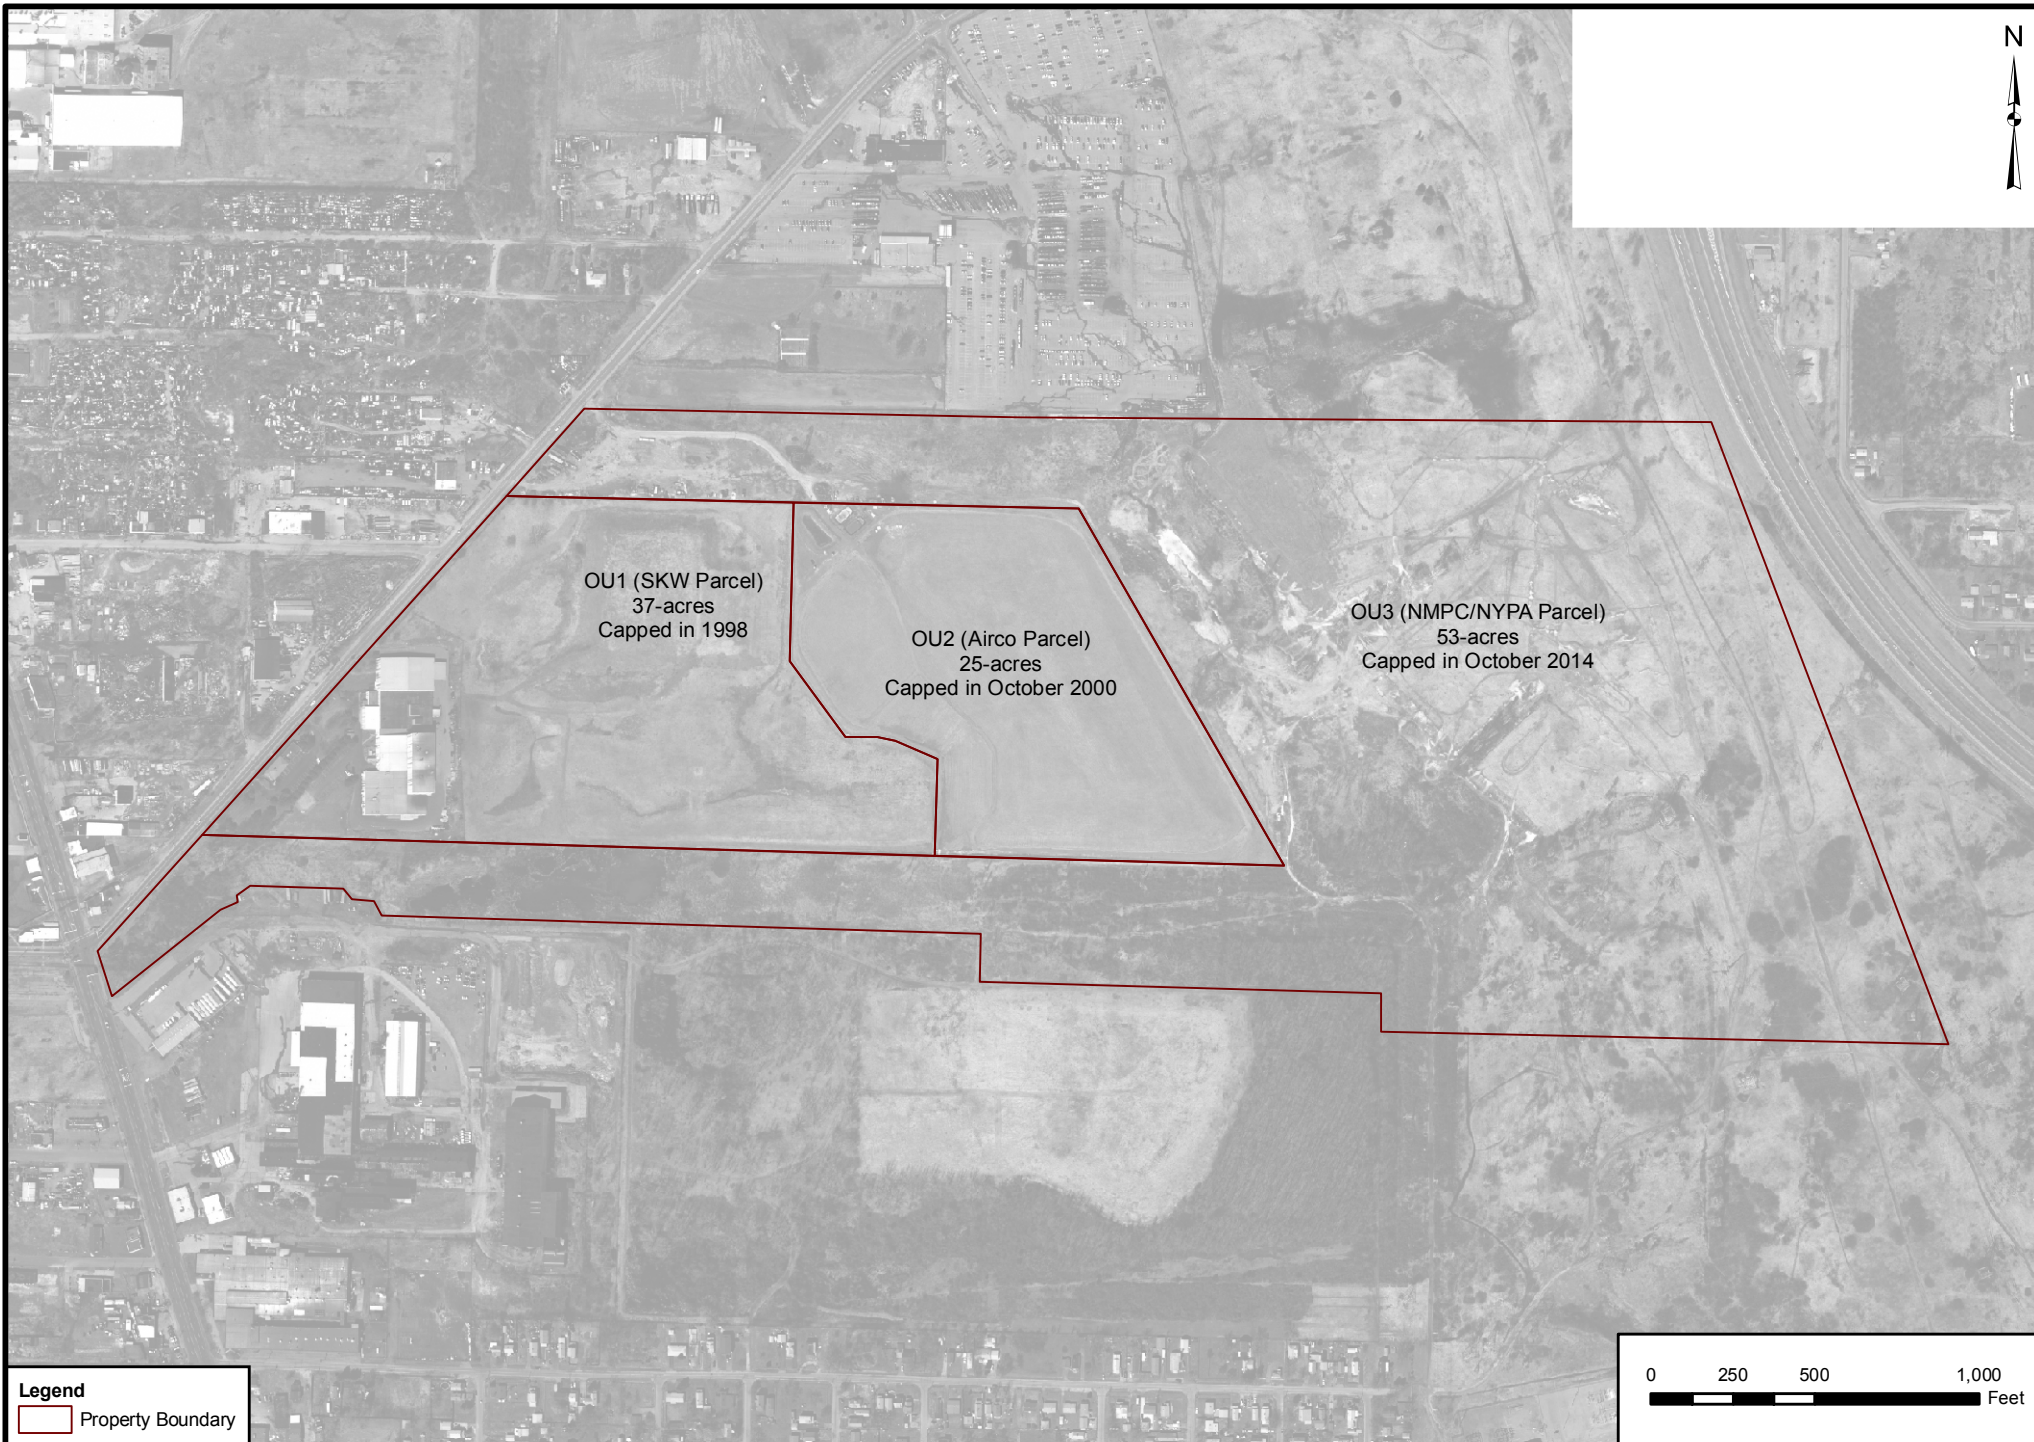 N
OU1 (SKW Parcel)
37-acres
Capped in 1998
OU2 (Airco Parcel)
25-acres
Capped in October 2000
OU3 (NMPC/NYPA Parcel)
53-acres
Capped in October 2014
Legend
Property Boundary
0 250 500 1,000
Feet